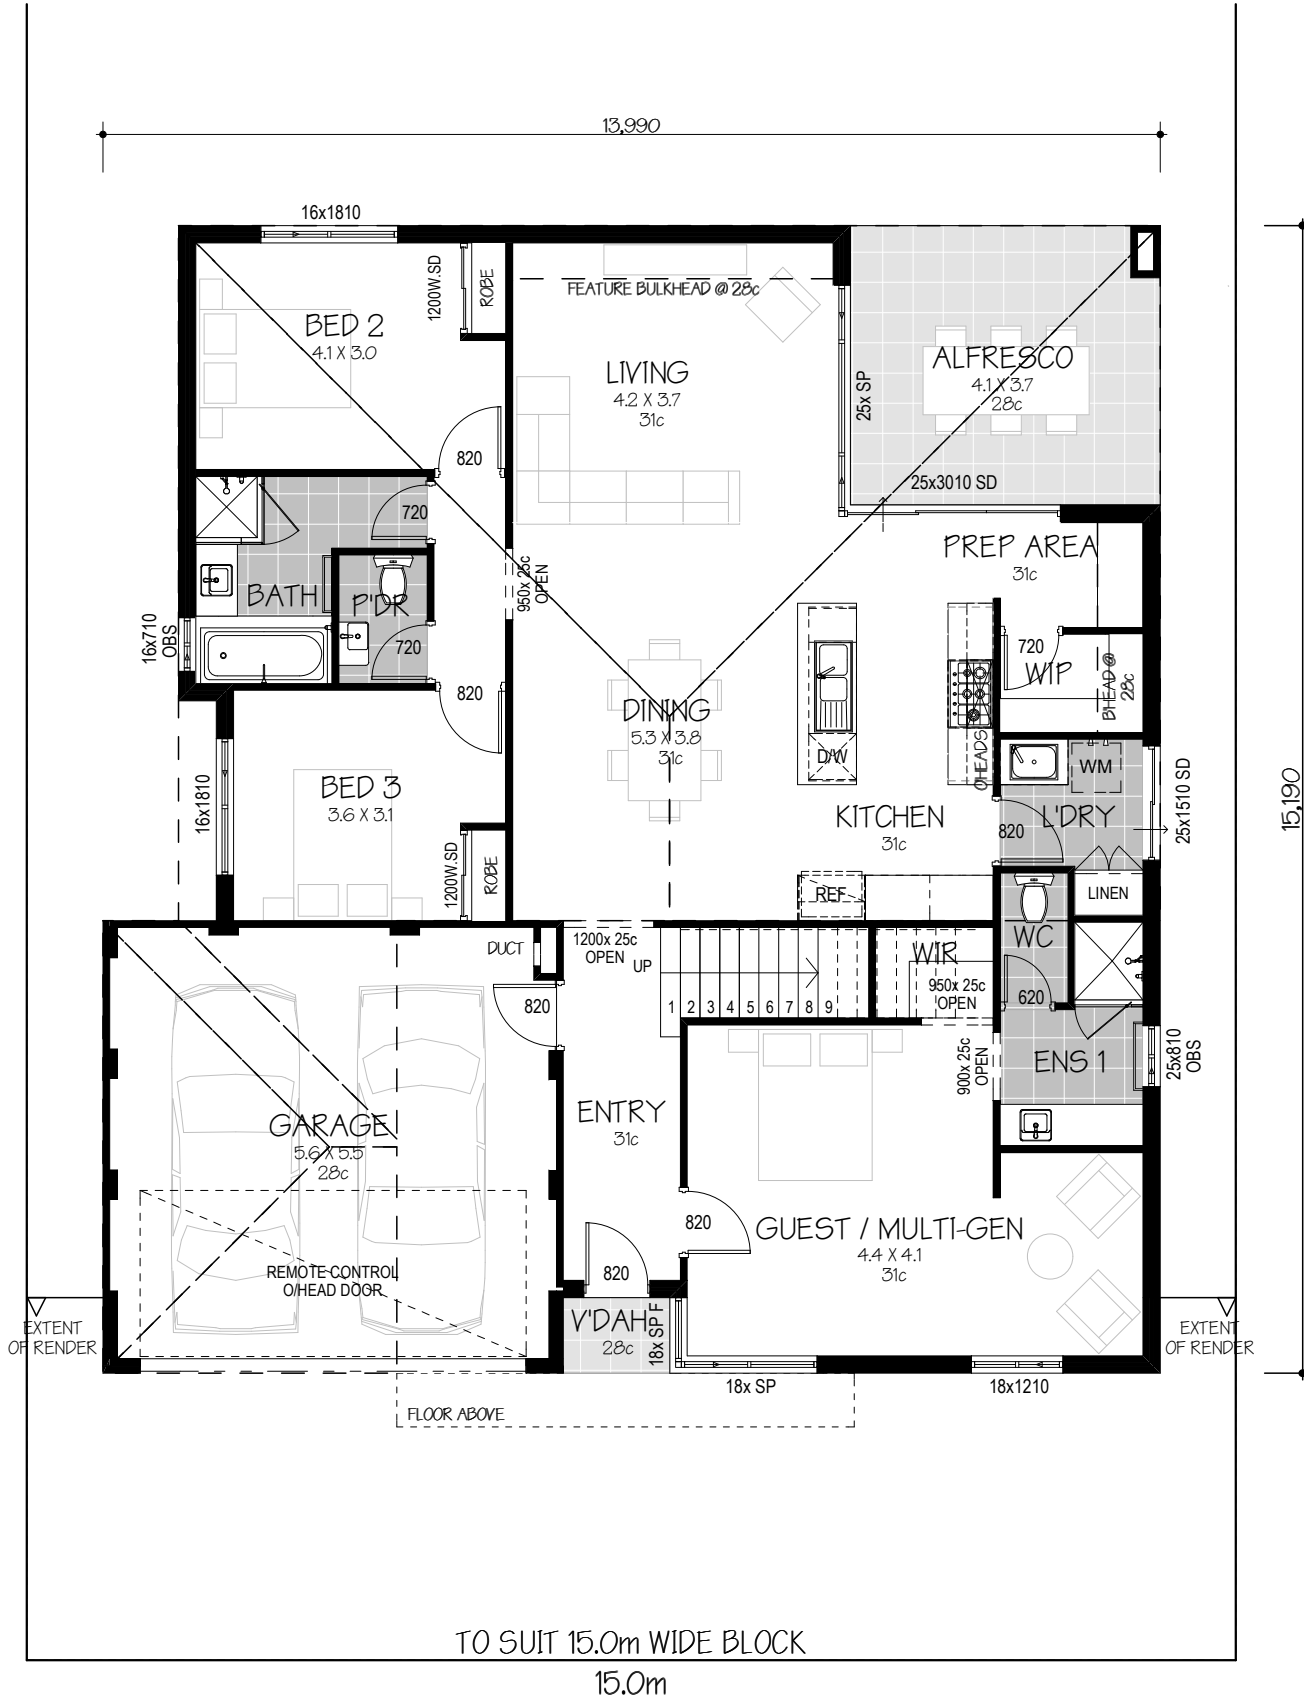 13,990
16x1810
1200W.SD
ROBE
FEATURE BULKHEAD @ 28c
BED 2
4.1 X 3.0
LIVING
4.2 X 3.7
31c
25x SP
ALFRESCO
4.1 X 3.7
28c
820
25x3010 SD
720
PREP AREA
31c
950x 25c
OPEN
BATH
P'DR
16x710
OBS
720
720
WIP
B'HEAD @
28c
820
DINING
5.3 X 3.8
31c
D/W
O'HEADS
WM
BED 3
3.6 X 3.1
16x1810
KITCHEN
31c
820
L'DRY
25x1510 SD
15,190
1200W.SD
ROBE
REF
LINEN
DUCT
1200x 25c
OPEN
UP
WIR
950x 25c
OPEN
WC
620
820
1 2 3 4 5 6 7 8 9
900x 25c
OPEN
ENS 1
25x810
OBS
GARAGE
5.6 X 5.5
28c
ENTRY
31c
820
GUEST / MULTI-GEN
4.4 X 4.1
31c
REMOTE CONTROL
O/HEAD DOOR
820
EXTENT
OF RENDER
V'DAH
28c
18x SP F
EXTENT
OF RENDER
18x SP
18x1210
FLOOR ABOVE
TO SUIT 15.0m WIDE BLOCK
15.0m